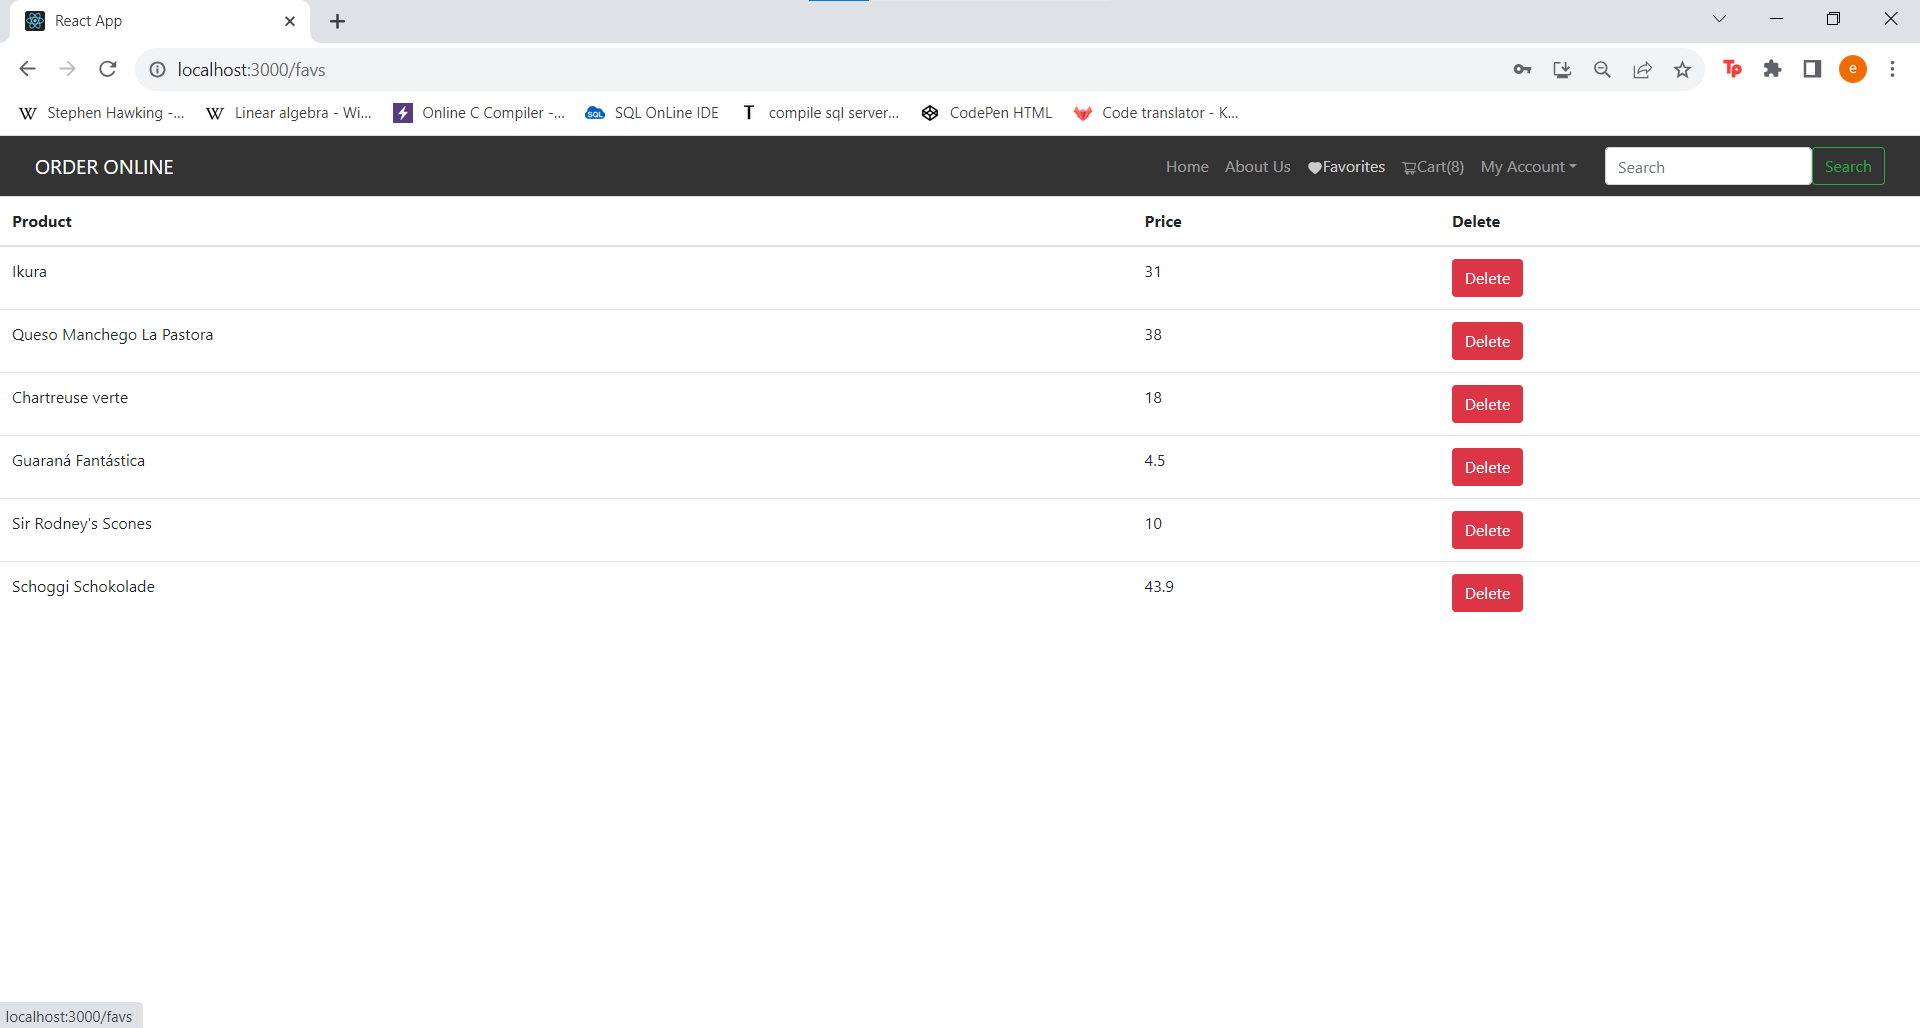 React App
localhost:3000/favs
Tp
e
W Stephen Hawking -... W Linear algebra - Wi... Online C Compiler -... SQL SQL OnLine IDE T compile sql server... CodePen HTML Code translator - K...
ORDER ONLINE Home About Us Favorites Cart(8) My Account Search Search
Product Price Delete
Ikura 31 Delete
Queso Manchego La Pastora 38 Delete
Chartreuse verte 18 Delete
Guaraná Fantástica 4.5 Delete
Sir Rodney's Scones 10 Delete
Schoggi Schokolade 43.9 Delete
localhost:3000/favs